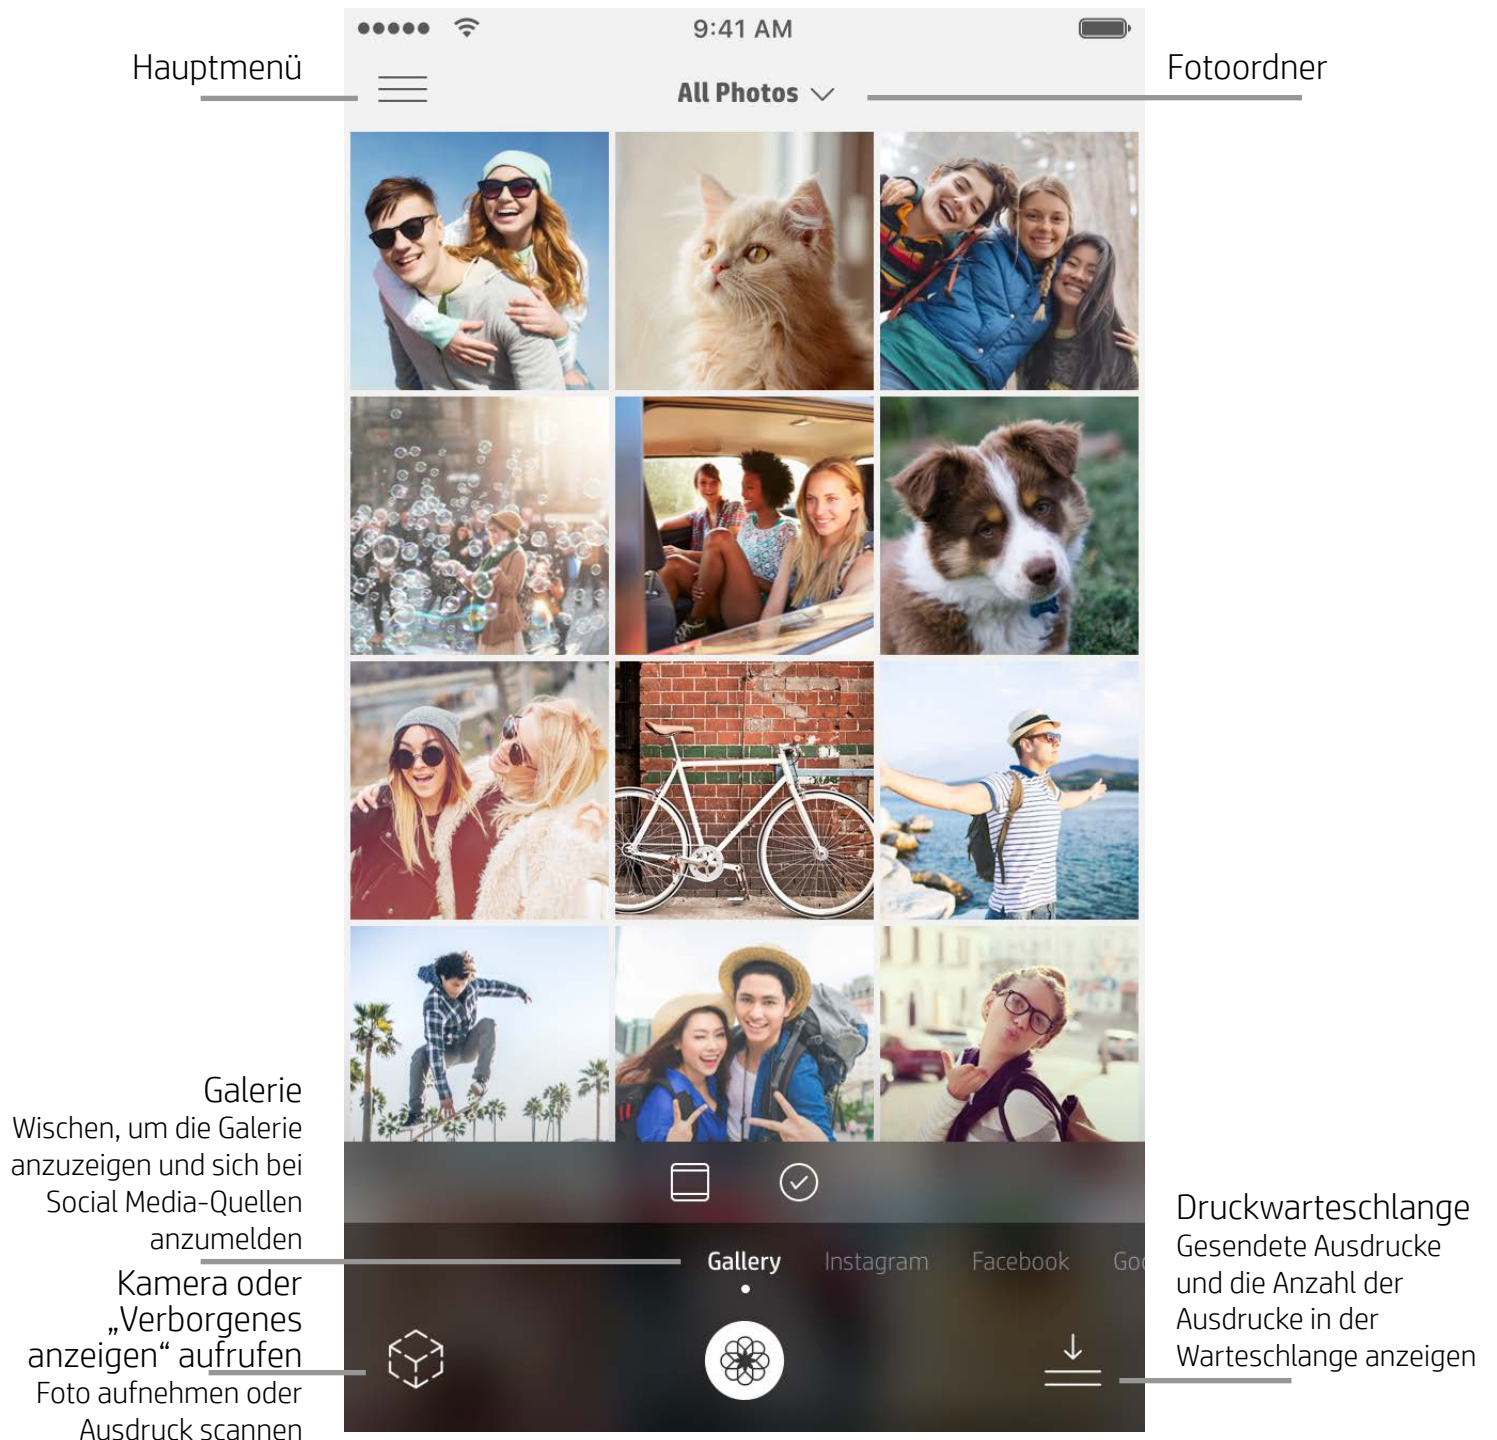 9:41 AM
Hauptmenü
All Photos
Fotoordner
Galerie
Wischen, um die Galerie
anzuzeigen und sich bei
Social Media-Quellen
anzumelden
Kamera oder
„Verborgenes
anzeigen“ aufrufen
Foto aufnehmen oder
Ausdruck scannen
Gallery
Instagram
Facebook
Goo
Druckwarteschlange
Gesendete Ausdrucke
und die Anzahl der
Ausdrucke in der
Warteschlange anzeigen